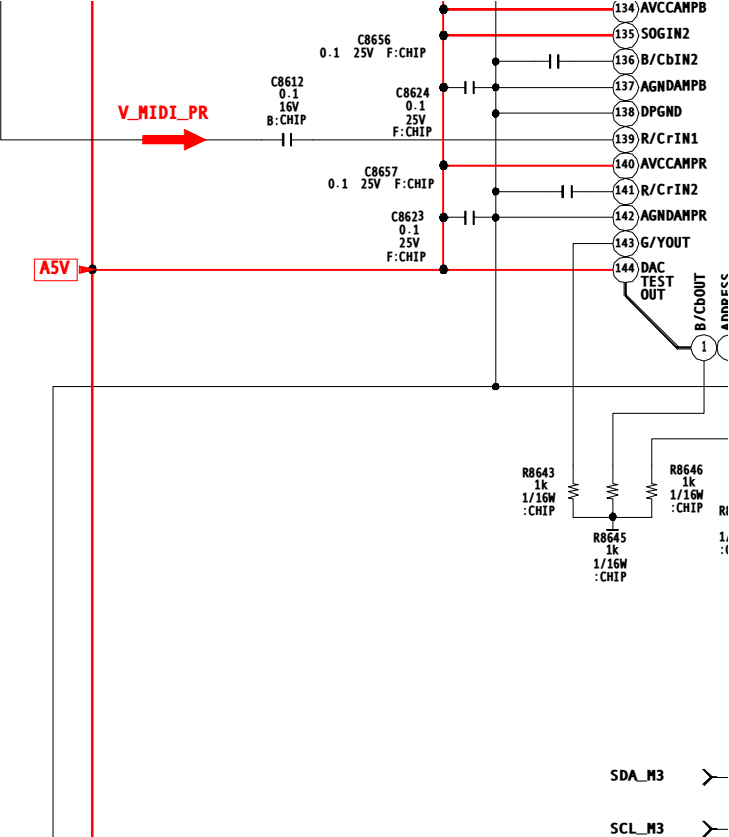 134 AVCCAMPB
C8656
0.1 25V F:CHIP
135 SOGIN2
136 B/CbIN2
C8612
0.1
16V
B:CHIP
137 AGNDAMPB
C8624
0.1
25V
F:CHIP
V_MIDI_PR
138 DPGND
139 R/CrIN1
140 AVCCAMPR
C8657
0.1 25V F:CHIP
141 R/CrIN2
C8623
0.1
25V
F:CHIP
142 AGNDAMPR
143 G/YOUT
A5V
144 DAC
TEST
OUT
B/CbOUT
ADDRESS
1
R8643
1k
1/16W
:CHIP
R8646
1k
1/16W
:CHIP
R8645
1k
1/16W
:CHIP
SDA_M3
SCL_M3